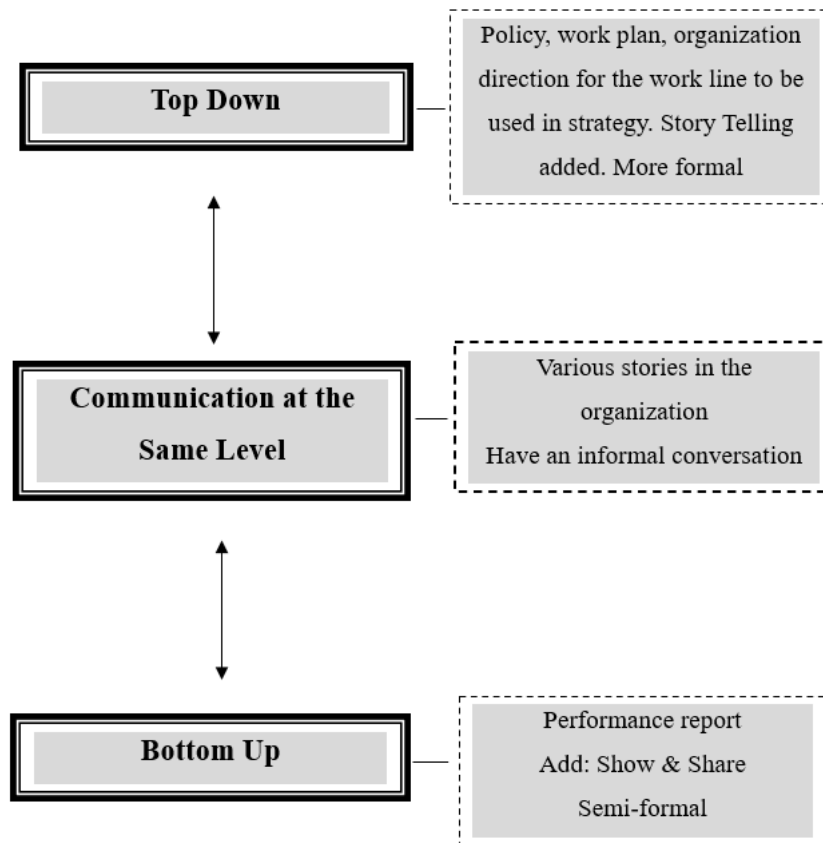 Top Down
Policy, work plan, organization
direction for the work line to be
used in strategy. Story Telling
added. More formal
Communication at the
Same Level
Various stories in the
organization
Have an informal conversation
Bottom Up
Performance report
Add: Show & Share
Semi-formal